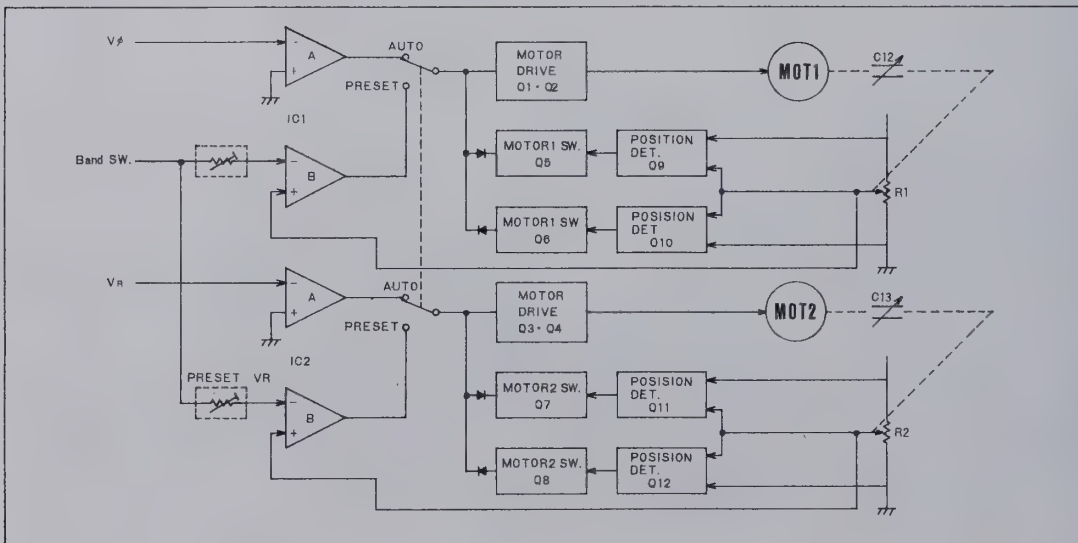 Vφ
A
AUTO
MOTOR
DRIVE
Q1・Q2
MOT1
C12
PRESET
IC1
Band SW.
B
MOTOR1 SW.
Q5
POSITION
DET.
Q9
R1
MOTOR1 SW
Q6
POSISION
DET
Q10
VR
A
AUTO
MOTOR
DRIVE
Q3・Q4
MOT2
C13
PRESET
IC2
PRESET VR
B
MOTOR2 SW.
Q7
POSISION
DET.
Q11
R2
MOTOR2 SW.
Q8
POSISION
DET.
Q12